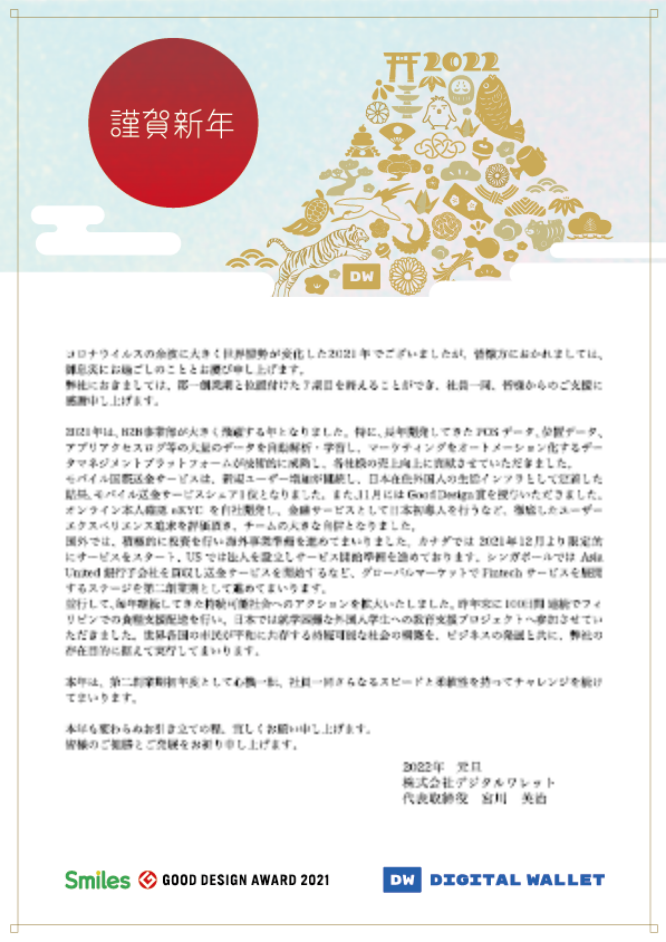 2022
謹賀新年
DW
コロナウイルスの余波に大きく世界情勢が変化した2021年でございましたが、皆様方におかれましては、
御息災にお過ごしのこととお慶び申し上げます。
弊社におきましては、第一創業期と位置付けた7期目を終えることができ、社員一同、皆様からのご支援に
感謝申し上げます。
2021年は、B2B事業部が大きく飛躍する年となりました。特に、長年開発してきた POS データ、位置データ、
アプリアクセスログ等の大量のデータを自動解析・学習し、マーケティングをオートメーション化するデー
タマネジメントプラットフォームが技術的に成熟し、各社様の売上向上に貢献させていただきました。
モバイル国際送金サービスは、新規ユーザー増加が継続し、日本在住外国人の生活インフラとして定着した
結果、モバイル送金サービスシェア1位となりました。また、11月には Good Design 賞を授与いただきました。
オンライン本人確認 eKYC を自社開発し、金融サービスとして日本初導入を行うなど、徹底したユーザー
エクスペリエンス追求を評価頂き、チームの大きな自信となりました。
国外では、積極的に投資を行い海外事業準備を進めてまいりました。カナダでは 2021年12月より限定的
にサービスをスタート、USでは法人を設立しサービス開始準備を進めております。シンガポールでは Asia
United 銀行子会社を買収し送金サービスを開始するなど、グローバルマーケットで Fintech サービスを展開
するステージを第二創業期として進めてまいります。
並行して、毎年継続してきた持続可能社会へのアクションを拡大いたしました。昨年末に100日間連続でフィ
リピンでの食糧支援配達を行い、日本では就学困難な外国人学生への教育支援プロジェクトへ参加させてい
ただきました。世界各国の市民が平和に共存する持続可能な社会の構築を、ビジネスの発展と共に、弊社の
存在目的に据えて実行してまいります。
本年は、第二創業期初年度として心機一転、社員一同さらなるスピードと柔軟性を持ってチャレンジを続け
てまいります。
本年も変わらぬお引き立ての程、宜しくお願い申し上げます。
皆様のご健勝とご発展をお祈り申し上げます。
2022年 元旦
株式会社デジタルワレット
代表取締役 宮川 英治
Smiles GOOD DESIGN AWARD 2021
DW DIGITAL WALLET